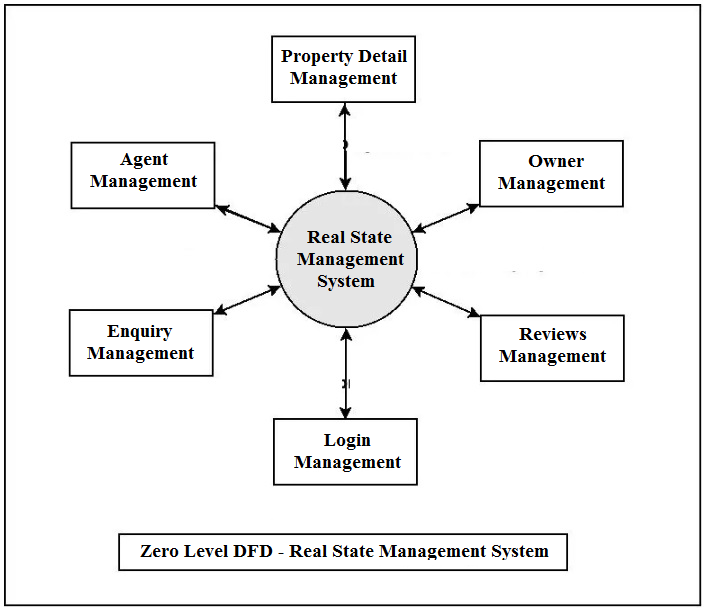 Property Detail
Management
Agent
Management
Owner
Management
Real State
Management
System
Enquiry
Management
Reviews
Management
Login
Management
Zero Level DFD - Real State Management System